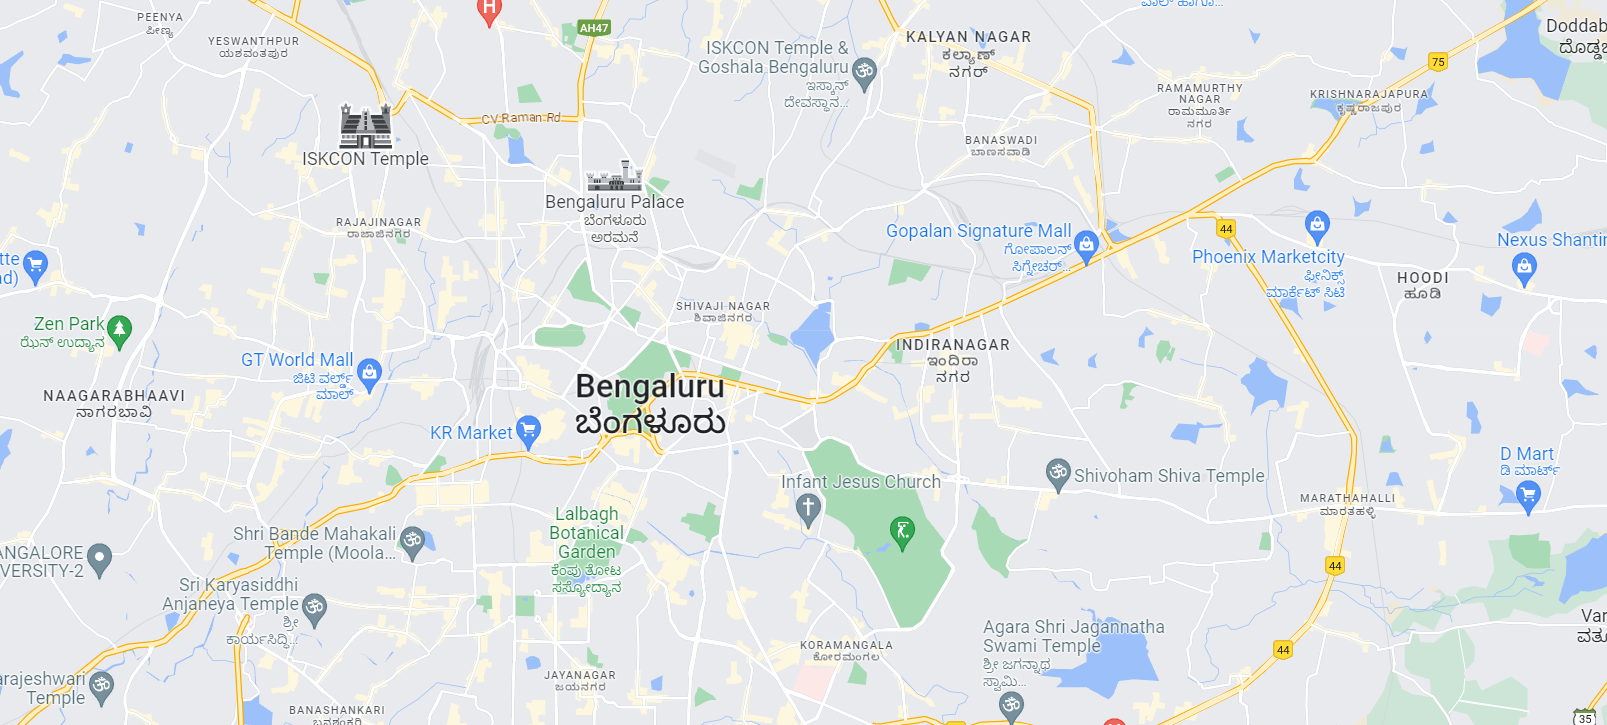 PEENYA
ಪೀಣ್ಯ
YESWANTHPUR
ಯಶವಂತಪುರ
H
AH47
ISKCON Temple &
Goshala Bengaluru
ಇಸ್ಕಾನ್
ದೇವಸ್ಥಾನ...
KALYAN NAGAR
ಕಲ್ಯಾಣ್
ನಗರ್
Doddab
75
RAMAMURTHY
NAGAR
ರಾಮಮೂರ್ತಿ
ನಗರ
KRISHNARAJAPURA
ಕೃಷ್ಣರಾಜಪುರ
CV Raman Rd
ISKCON Temple
BANASWADI
ಬಾಣಸವಾಡಿ
Bengaluru Palace
ಬೆಂಗಳೂರು
ಅರಮನೆ
RAJAJINAGAR
ರಾಜಾಜಿನಗರ
Gopalan Signature Mall
ಗೋಪಾಲನ್
ಸಿಗ್ನೇಚರ್...
44
Phoenix Marketcity
ಫೀನಿಕ್ಸ್
ಮಾರ್ಕೆಟ್ ಸಿಟಿ
Nexus Shantin
HOODI
ಹೂಡಿ
tte
ad)
SHIVAJI NAGAR
ಶಿವಾಜಿನಗರ
Zen Park
ಝೆನ್ ಉದ್ಯಾನ
GT World Mall
ಜಿಟಿ ವರ್ಲ್ಡ್
ಮಾಲ್
INDIRANAGAR
ಇಂದಿರಾ
ನಗರ
NAAGARABHAAVI
ನಾಗರಬಾವಿ
Bengaluru
ಬೆಂಗಳೂರು
KR Market
D Mart
ಡಿ ಮಾರ್ಟ್
Infant Jesus Church
Shivoham Shiva Temple
MARATHAHALLI
ಮಾರತಹಳ್ಳಿ
Lalbagh
Botanical
Garden
ಕೆಂಪು ತೋಟ
ಸಸ್ಯೋದ್ಯಾನ
Shri Bande Mahakali
Temple (Moola...
ANGALORE
VERSITY-2
44
Sri Karyasiddhi
Anjaneya Temple
ಶ್ರೀ
ಕಾರ್ಯಸಿದ್ಧಿ...
KORAMANGALA
ಕೋರಮಂಗಲ
Agara Shri Jagannatha
Swami Temple
ಶ್ರೀ ಜಗನ್ನಾಥ
ಸ್ವಾಮಿ...
44
Var
JAYANAGAR
ಜಯನಗರ
arajeshwari
Temple
BANASHANKARI
ಬನಶಂಕರಿ
35